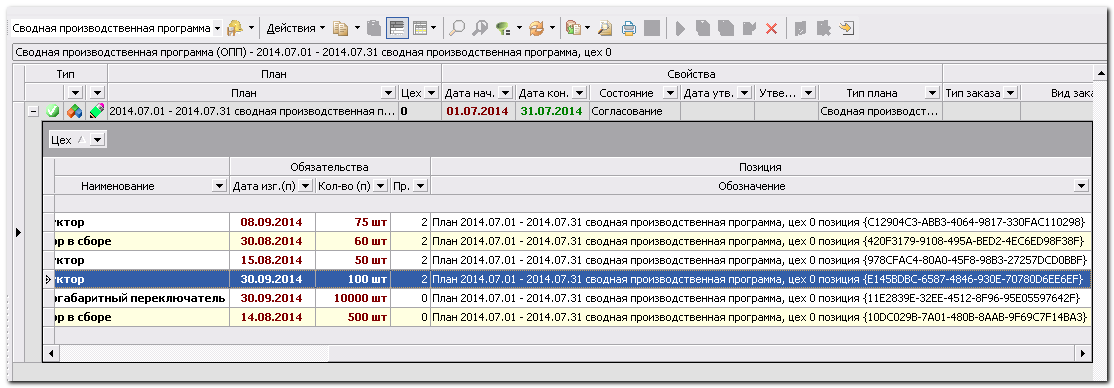 Сводная производственная программа Действия
Сводная производственная программа (ОПП) - 2014.07.01 - 2014.07.31 сводная производственная программа, цех 0
Тип План Свойства
План Цех Дата нач. Дата кон. Состояние Дата утв. Утве... Тип плана Тип заказа Вид зака
2014.07.01 - 2014.07.31 сводная производственная п... 0 01.07.2014 31.07.2014 Согласование Сводная производст...
Цех
Обязательства Позиция
Наименование Дата изг.(п) Кол-во (п) Пр. Обозначение
уктор 08.09.2014 75 шт 2 План 2014.07.01 - 2014.07.31 сводная производственная программа, цех 0 позиция {C12904C3-ABB3-4064-9817-330FAC110298}
ор в сборе 30.08.2014 60 шт 2 План 2014.07.01 - 2014.07.31 сводная производственная программа, цех 0 позиция {420F3179-9108-495A-BED2-4EC6ED98F38F}
уктор 15.08.2014 50 шт 2 План 2014.07.01 - 2014.07.31 сводная производственная программа, цех 0 позиция {978CFAC4-80A0-45F8-98B3-27257DCD0BBF}
уктор 30.09.2014 100 шт 2 План 2014.07.01 - 2014.07.31 сводная производственная программа, цех 0 позиция {E145BDBC-6587-4846-930E-70780D6EE6EF}
огабаритный переключатель 30.09.2014 10000 шт 0 План 2014.07.01 - 2014.07.31 сводная производственная программа, цех 0 позиция {11E2839E-32EE-4512-8F96-95E05597642F}
ор в сборе 14.08.2014 500 шт 0 План 2014.07.01 - 2014.07.31 сводная производственная программа, цех 0 позиция {10DC029B-7A01-480B-8AAB-9F69C7F14BA3}